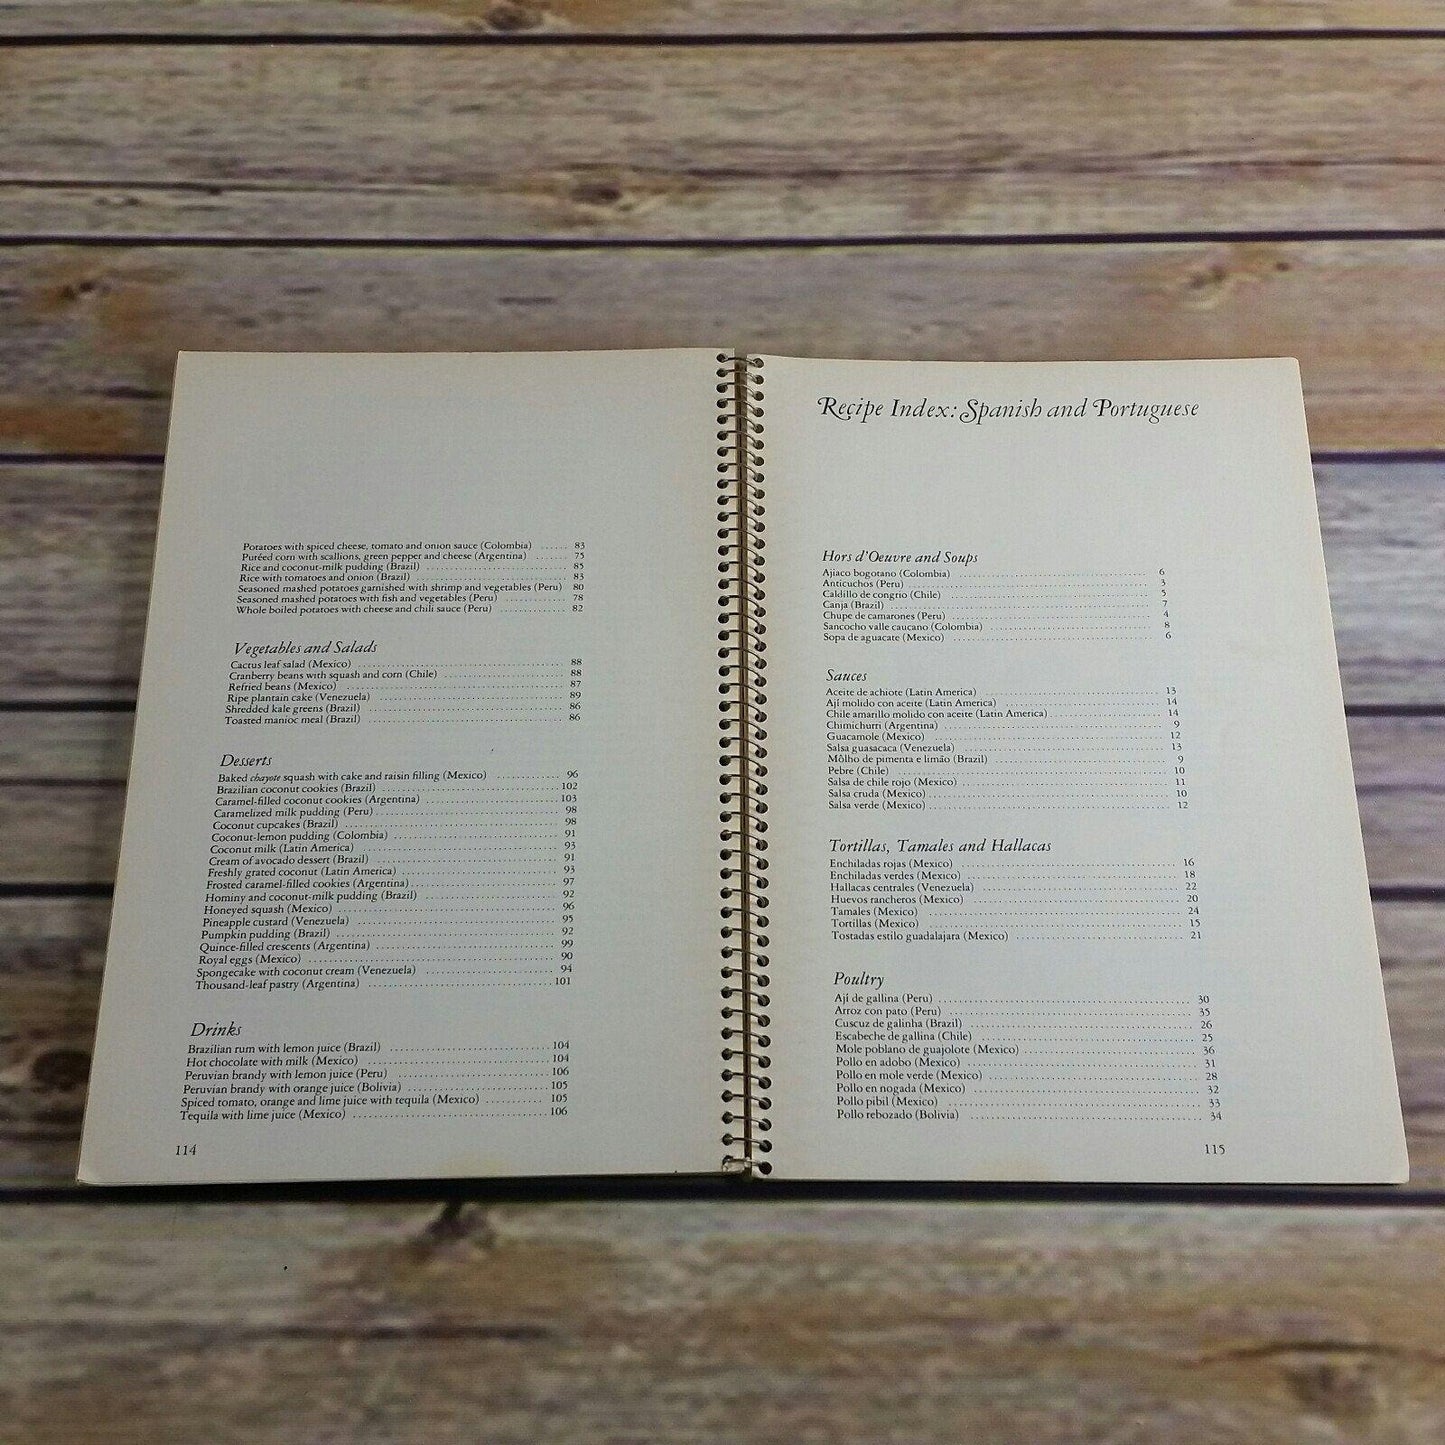 Potatoes with spiced cheese, tomato and onion sauce (Colombia) ...... 83
Puréed corn with scallions, green pepper and cheese (Argentina) ....... 75
Rice and coconut-milk pudding (Brazil) ....... 85
Rice with tomatoes and onion (Brazil) ....... 83
Seasoned mashed potatoes garnished with shrimp and vegetables (Peru) 80
Seasoned mashed potatoes with fish and vegetables (Peru) ....... 78
Whole boiled potatoes with cheese and chili sauce (Peru) ....... 82
Vegetables and Salads
Cactus leaf salad (Mexico) ....... 88
Cranberry beans with squash and corn (Chile) ....... 88
Refried beans (Mexico) ....... 87
Ripe plantain cake (Venezuela) ....... 89
Shredded kale greens (Brazil) ....... 86
Toasted manioc meal (Brazil) ....... 86
Desserts
Baked chayote squash with cake and raisin filling (Mexico) ....... 96
Brazilian coconut cookies (Brazil) ....... 102
Caramel-filled coconut cookies (Argentina) ....... 103
Caramelized milk pudding (Peru) ....... 98
Coconut cupcakes (Brazil) ....... 98
Coconut-lemon pudding (Colombia) ....... 91
Coconut milk (Latin America) ....... 93
Cream of avocado dessert (Brazil) ....... 91
Freshly grated coconut (Latin America) ....... 93
Frosted caramel-filled cookies (Argentina) ....... 97
Hominy and coconut-milk pudding (Brazil) ....... 92
Honeyed squash (Mexico) ....... 96
Pineapple custard (Venezuela) ....... 95
Pumpkin pudding (Brazil) ....... 92
Quince-filled crescents (Argentina) ....... 99
Royal eggs (Mexico) ....... 90
Spongecake with coconut cream (Venezuela) ....... 94
Thousand-leaf pastry (Argentina) ....... 101
Drinks
Brazilian rum with lemon juice (Brazil) ....... 104
Hot chocolate with milk (Mexico) ....... 104
Peruvian brandy with lemon juice (Peru) ....... 106
Peruvian brandy with orange juice (Bolivia) ....... 105
Spiced tomato, orange and lime juice with tequila (Mexico) ....... 105
Tequila with lime juice (Mexico) ....... 106
114
Recipe Index: Spanish and Portuguese
Hors d'Oeuvre and Soups
Ajiaco bogotano (Colombia) ....... 6
Anticuchos (Peru) ....... 3
Caldillo de congrio (Chile) ....... 5
Canja (Brazil) ....... 7
Chupe de camarones (Peru) ....... 4
Sancocho valle caucano (Colombia) ....... 8
Sopa de aguacate (Mexico) ....... 6
Sauces
Aceite de achiote (Latin America) ....... 13
Ají molido con aceite (Latin America) ....... 14
Chile amarillo molido con aceite (Latin America) ....... 14
Chimichurri (Argentina) ....... 9
Guacamole (Mexico) ....... 12
Salsa guasacaca (Venezuela) ....... 13
Môlho de pimenta e limão (Brazil) ....... 9
Pebre (Chile) ....... 10
Salsa de chile rojo (Mexico) ....... 11
Salsa cruda (Mexico) ....... 10
Salsa verde (Mexico) ....... 12
Tortillas, Tamales and Hallacas
Enchiladas rojas (Mexico) ....... 16
Enchiladas verdes (Mexico) ....... 18
Hallacas centrales (Venezuela) ....... 22
Huevos rancheros (Mexico) ....... 20
Tamales (Mexico) ....... 24
Tortillas (Mexico) ....... 15
Tostadas estilo guadalajara (Mexico) ....... 21
Poultry
Ají de gallina (Peru) ....... 30
Arroz con pato (Peru) ....... 35
Cuscuz de galinha (Brazil) ....... 26
Escabeche de gallina (Chile) ....... 25
Mole poblano de guajolote (Mexico) ....... 36
Pollo en adobo (Mexico) ....... 31
Pollo en mole verde (Mexico) ....... 28
Pollo en nogada (Mexico) ....... 32
Pollo pibil (Mexico) ....... 33
Pollo rebozado (Bolivia) ....... 34
115